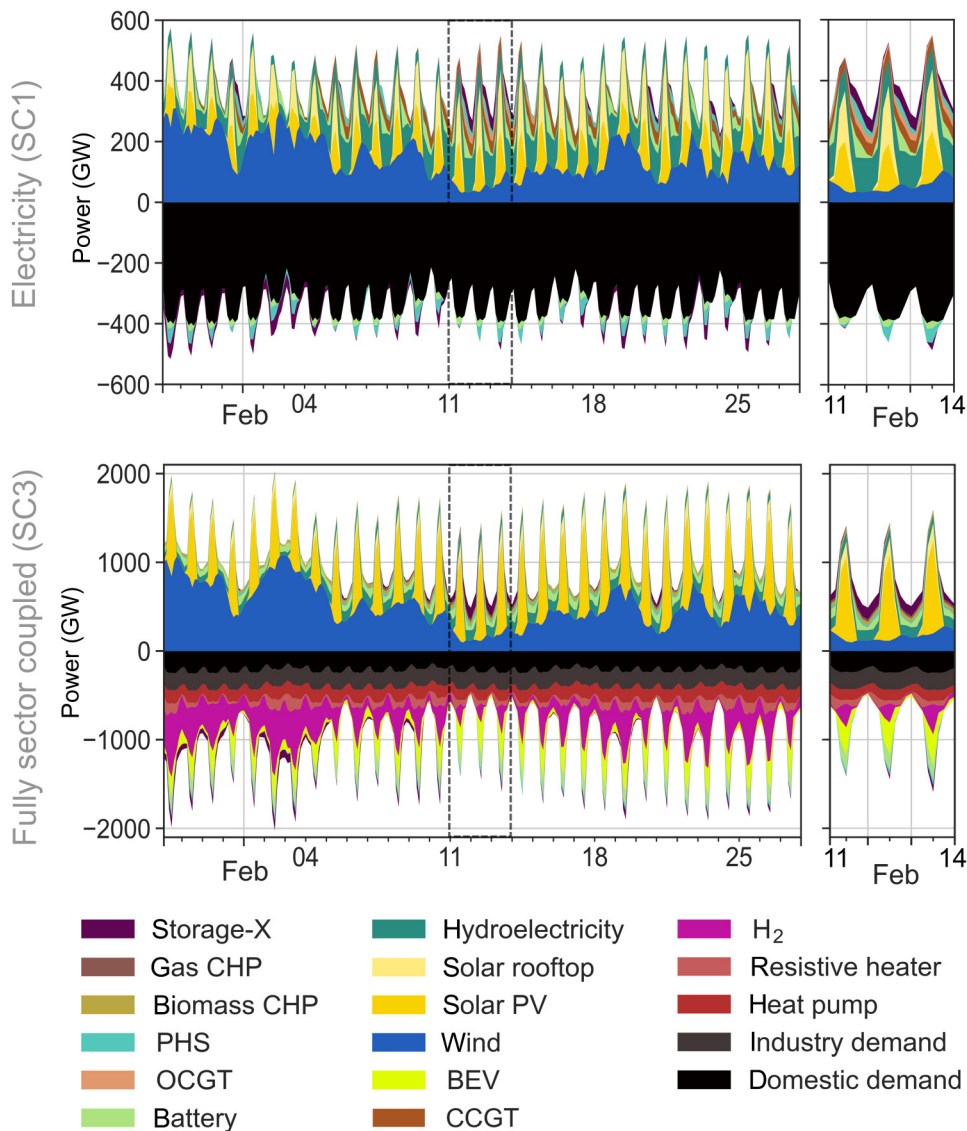 Electricity (SC1)
Power (GW)
600
400
200
0
−200
−400
−600
Feb
04
11
18
25
11
Feb
14
Fully sector coupled (SC3)
Power (GW)
2000
1000
0
−1000
−2000
Feb
04
11
18
25
11
Feb
14
Storage-X
Gas CHP
Biomass CHP
PHS
OCGT
Battery
Hydroelectricity
Solar rooftop
Solar PV
Wind
BEV
CCGT
H₂
Resistive heater
Heat pump
Industry demand
Domestic demand